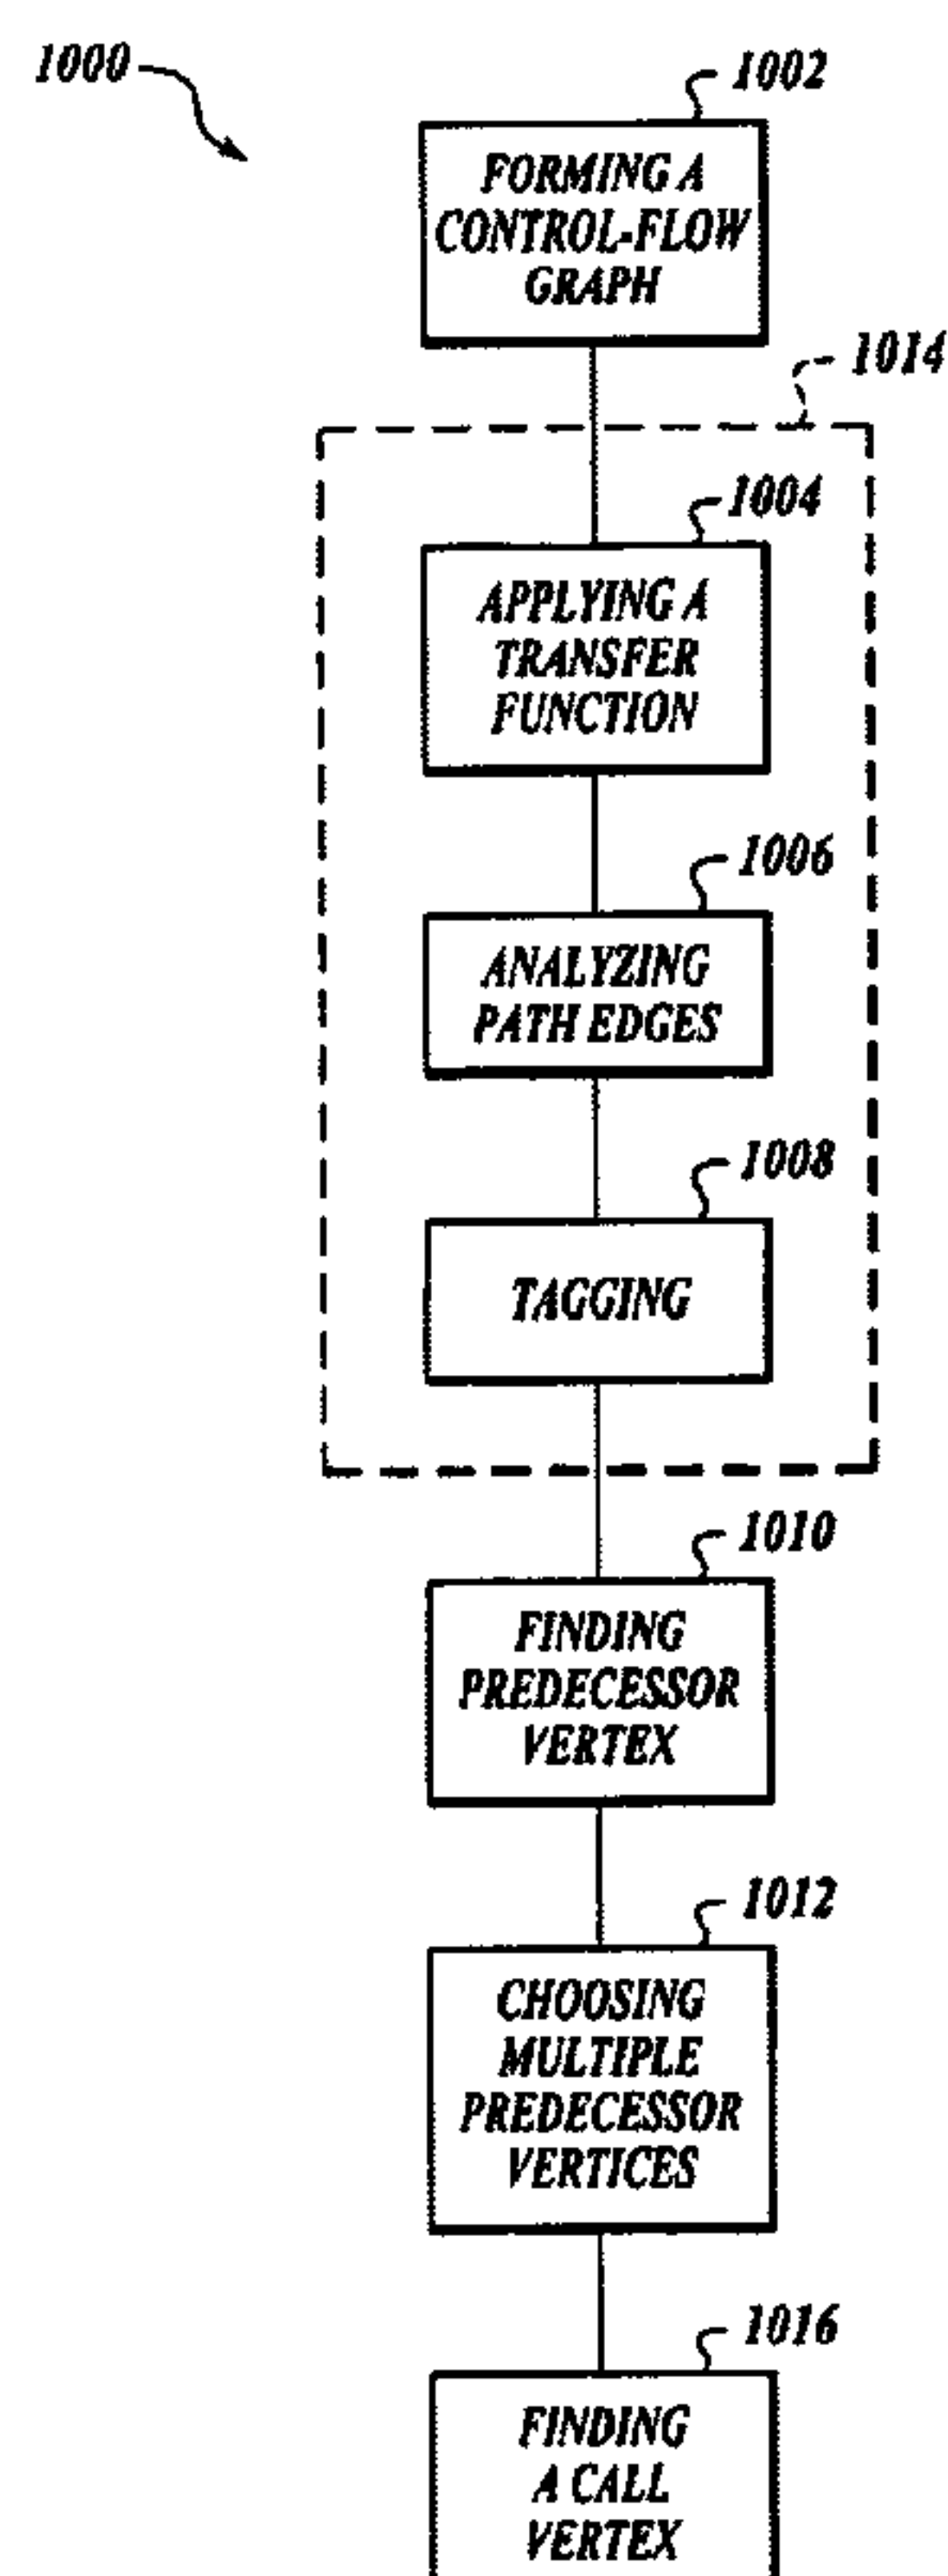 1000
1002
FORMING A
CONTROL-FLOW
GRAPH
1014
1004
APPLYING A
TRANSFER
FUNCTION
1006
ANALYZING
PATH EDGES
1008
TAGGING
1010
FINDING
PREDECESSOR
VERTEX
1012
CHOOSING
MULTIPLE
PREDECESSOR
VERTICES
1016
FINDING
A CALL
VERTEX